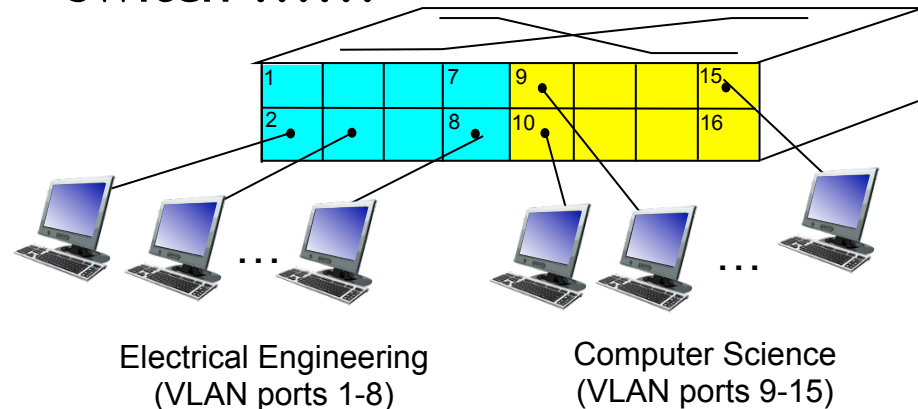 1 7 9 15
2 8 10 16
... ...
Electrical Engineering
(VLAN ports 1-8)
Computer Science
(VLAN ports 9-15)